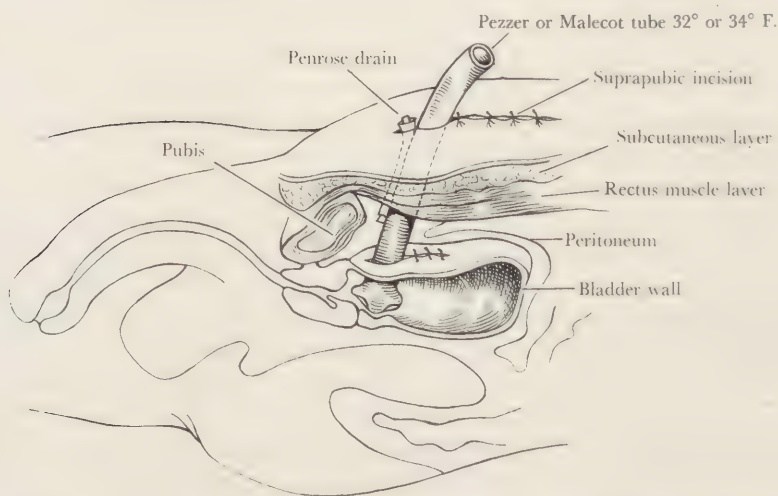 Pezzer or Malecot tube 32° or 34° F.
Penrose drain
Suprapubic incision
Subcutaneous layer
Pubis
Rectus muscle layer
Peritoneum
Bladder wall